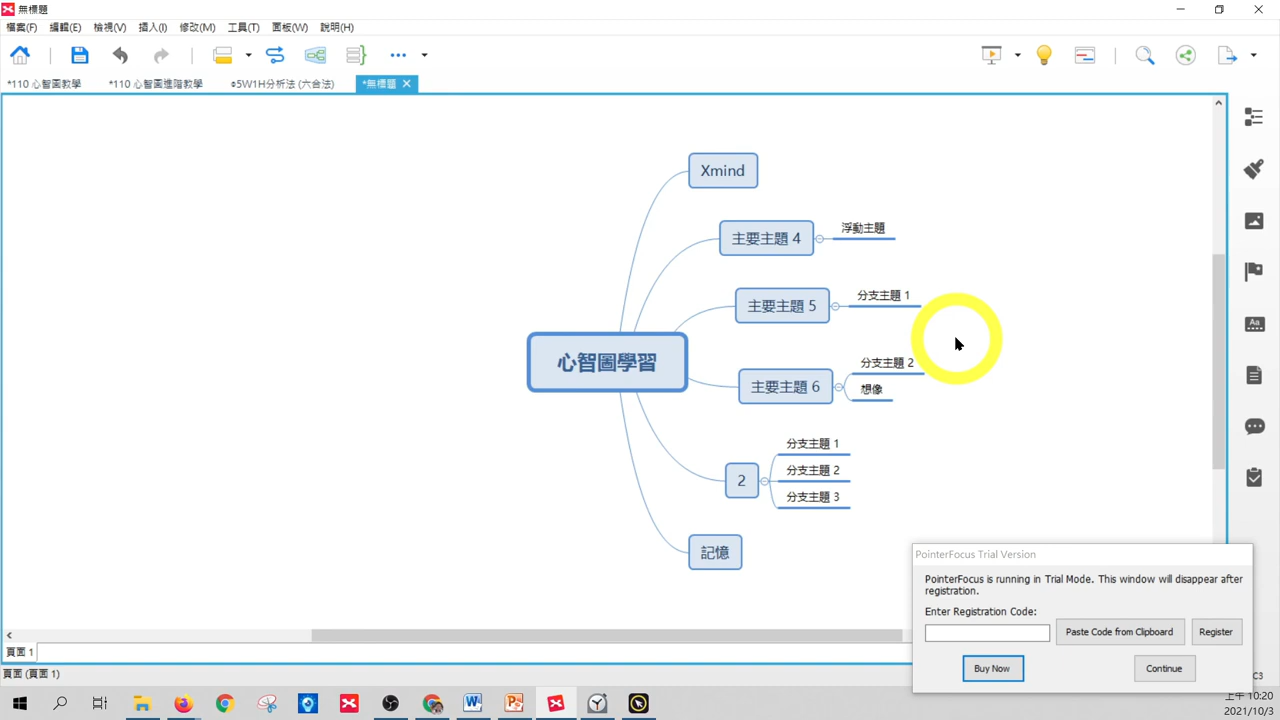 無標題
檔案(F) 編輯(E) 檢視(V) 插入(I) 修改(M) 工具(T) 面板(W) 說明(H)
*110 心智圖教學 *110 心智圖進階教學 5W1H分析法 (六合法) *無標題
Xmind
主要主題 4
浮動主題
主要主題 5
分支主題 1
心智圖學習
主要主題 6
分支主題 2
想像
2
分支主題 1
分支主題 2
分支主題 3
記憶
Aa
PointerFocus Trial Version
PointerFocus is running in Trial Mode. This window will disappear after
registration.
Enter Registration Code:
Paste Code from Clipboard Register
Buy Now Continue
頁面 1
頁面 (頁面 1)
C3
上午 10:20
2021/10/3